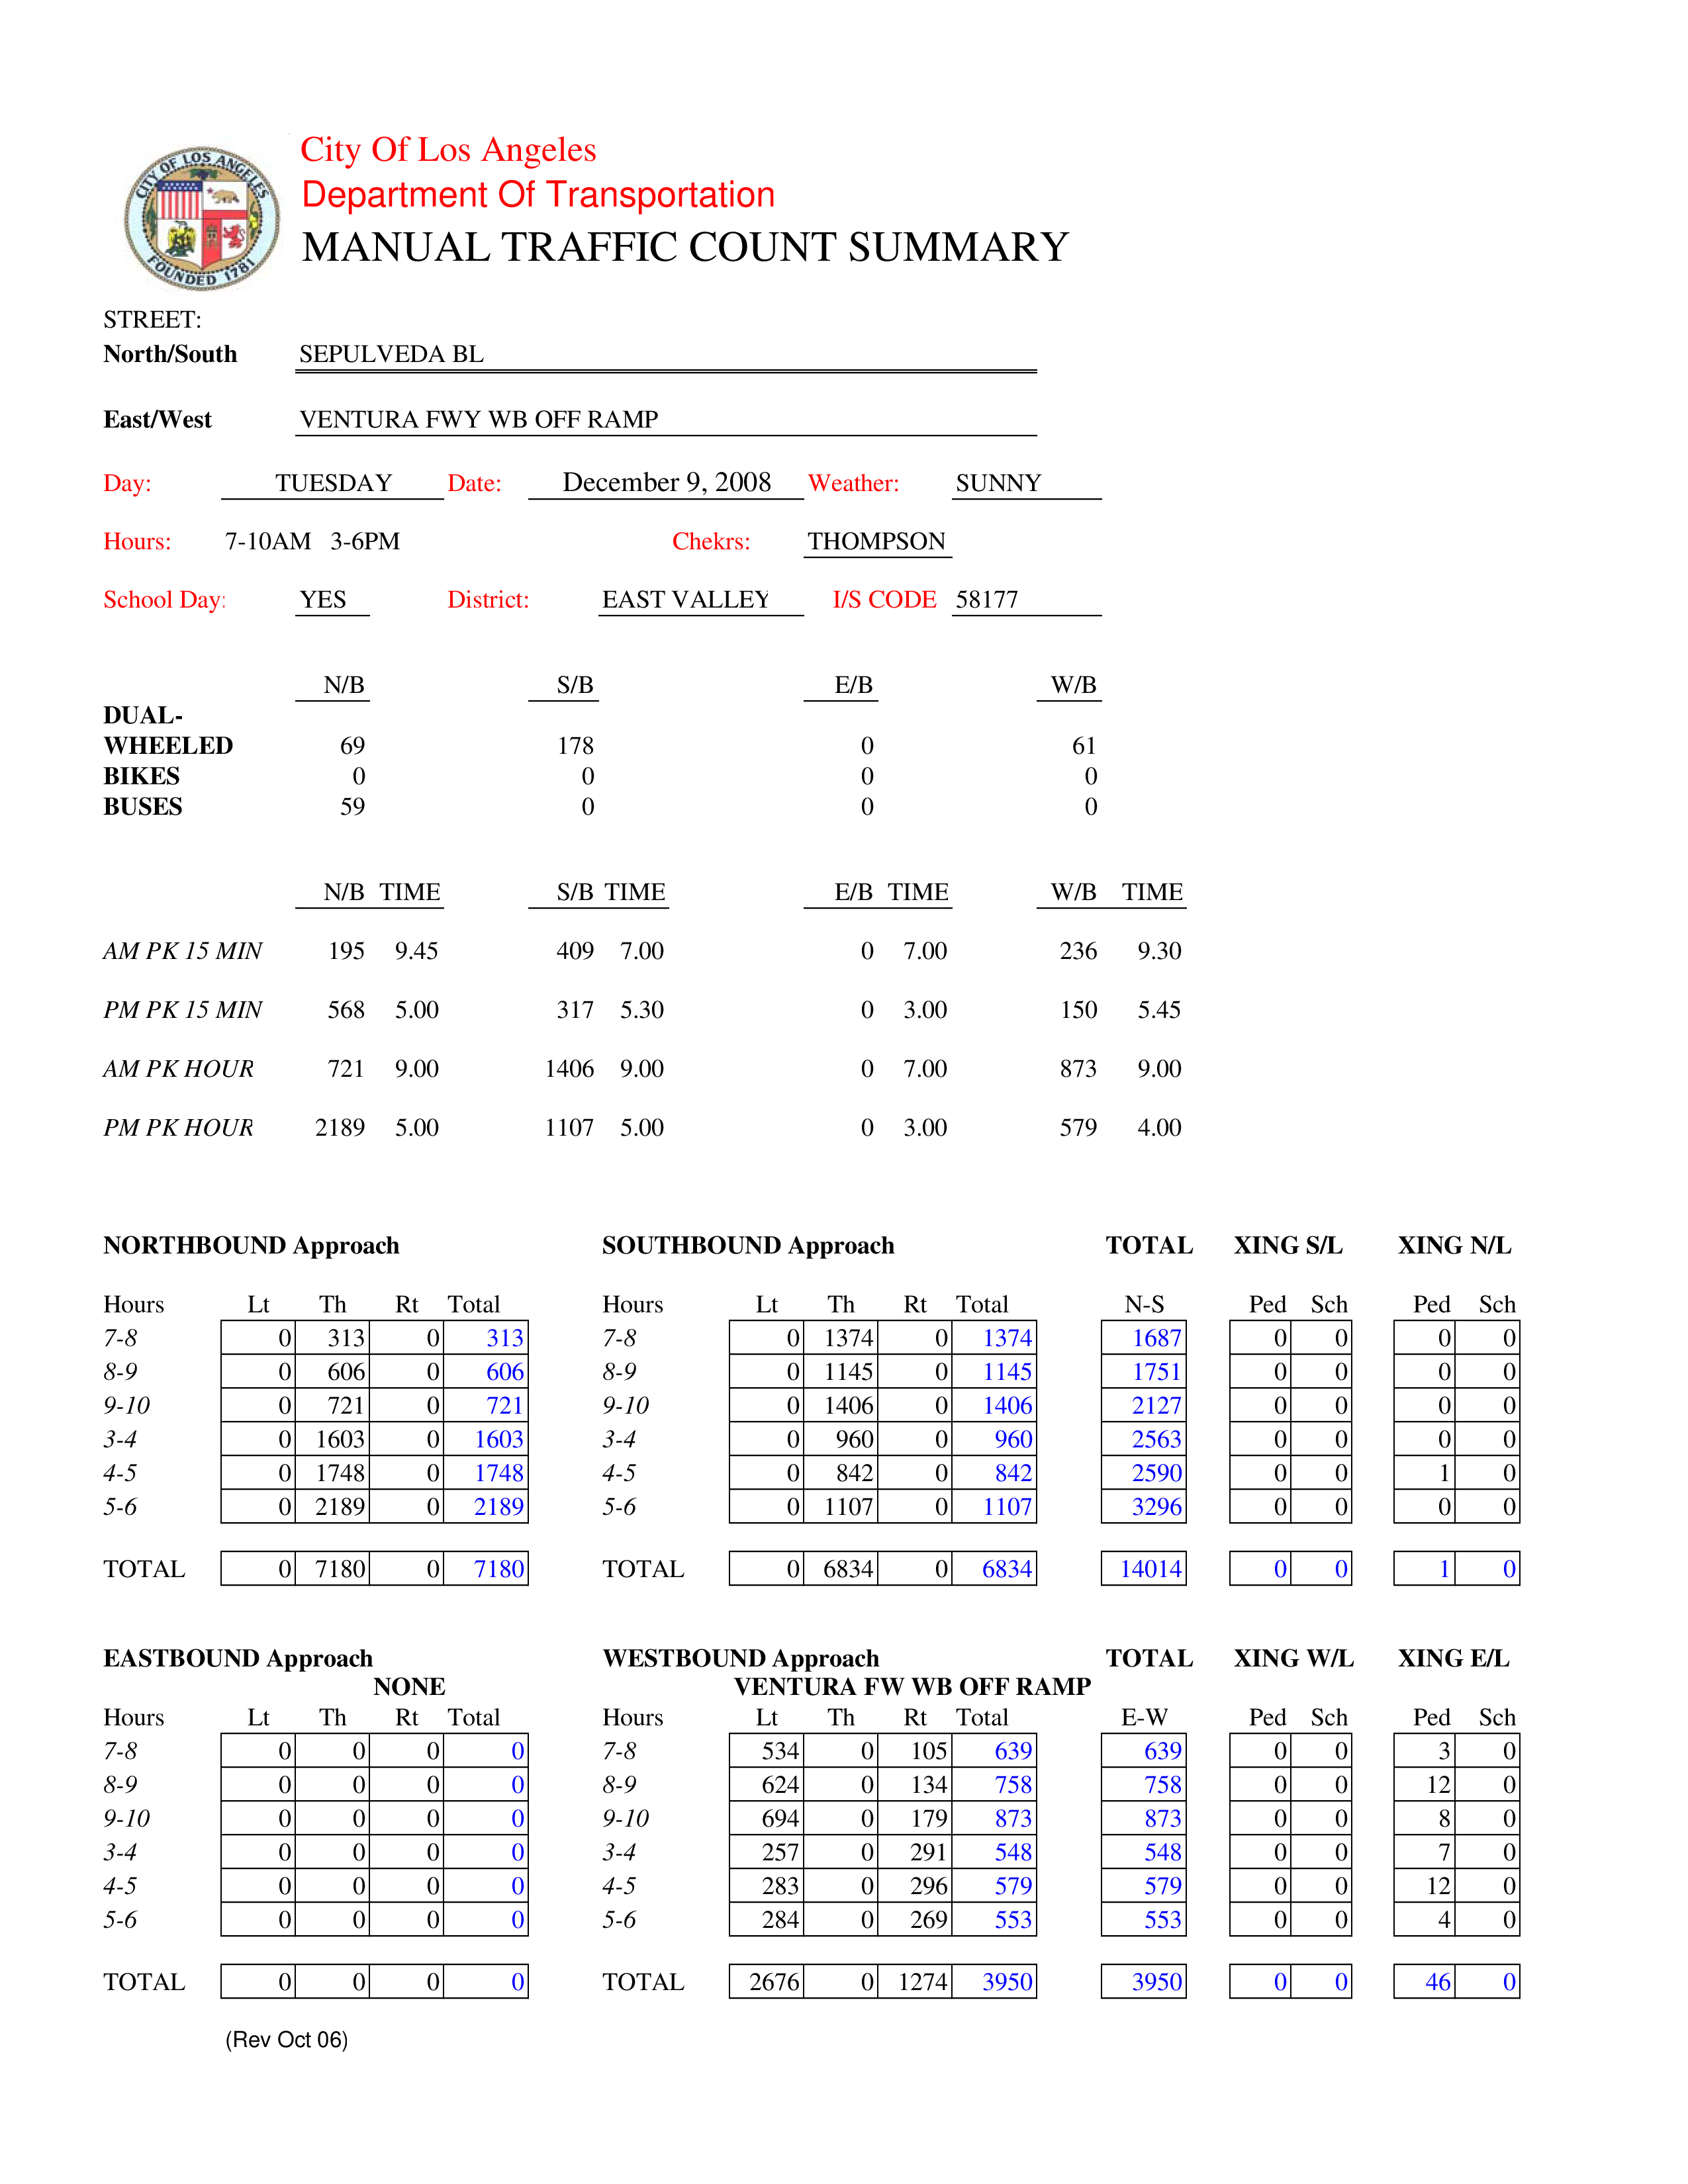 CITY OF LOS ANGELES
FOUNDED 1781
City Of Los Angeles
Department Of Transportation
MANUAL TRAFFIC COUNT SUMMARY
STREET:
North/South SEPULVEDA BL
East/West VENTURA FWY WB OFF RAMP
Day: TUESDAY Date: December 9, 2008 Weather: SUNNY
Hours: 7-10AM 3-6PM Chekrs: THOMPSON
School Day: YES District: EAST VALLEY I/S CODE 58177
N/B S/B E/B W/B
DUAL-
WHEELED 69 178 0 61
BIKES 0 0 0 0
BUSES 59 0 0 0
N/B TIME S/B TIME E/B TIME W/B TIME
AM PK 15 MIN 195 9.45 409 7.00 0 7.00 236 9.30
PM PK 15 MIN 568 5.00 317 5.30 0 3.00 150 5.45
AM PK HOUR 721 9.00 1406 9.00 0 7.00 873 9.00
PM PK HOUR 2189 5.00 1107 5.00 0 3.00 579 4.00
NORTHBOUND Approach SOUTHBOUND Approach TOTAL XING S/L XING N/L
Hours Lt Th Rt Total Hours Lt Th Rt Total N-S Ped Sch Ped Sch
7-8 0 313 0 313 7-8 0 1374 0 1374 1687 0 0 0 0
8-9 0 606 0 606 8-9 0 1145 0 1145 1751 0 0 0 0
9-10 0 721 0 721 9-10 0 1406 0 1406 2127 0 0 0 0
3-4 0 1603 0 1603 3-4 0 960 0 960 2563 0 0 0 0
4-5 0 1748 0 1748 4-5 0 842 0 842 2590 0 0 1 0
5-6 0 2189 0 2189 5-6 0 1107 0 1107 3296 0 0 0 0
TOTAL 0 7180 0 7180 TOTAL 0 6834 0 6834 14014 0 0 1 0
EASTBOUND Approach WESTBOUND Approach TOTAL XING W/L XING E/L
NONE VENTURA FW WB OFF RAMP
Hours Lt Th Rt Total Hours Lt Th Rt Total E-W Ped Sch Ped Sch
7-8 0 0 0 0 7-8 534 0 105 639 639 0 0 3 0
8-9 0 0 0 0 8-9 624 0 134 758 758 0 0 12 0
9-10 0 0 0 0 9-10 694 0 179 873 873 0 0 8 0
3-4 0 0 0 0 3-4 257 0 291 548 548 0 0 7 0
4-5 0 0 0 0 4-5 283 0 296 579 579 0 0 12 0
5-6 0 0 0 0 5-6 284 0 269 553 553 0 0 4 0
TOTAL 0 0 0 0 TOTAL 2676 0 1274 3950 3950 0 0 46 0
(Rev Oct 06)